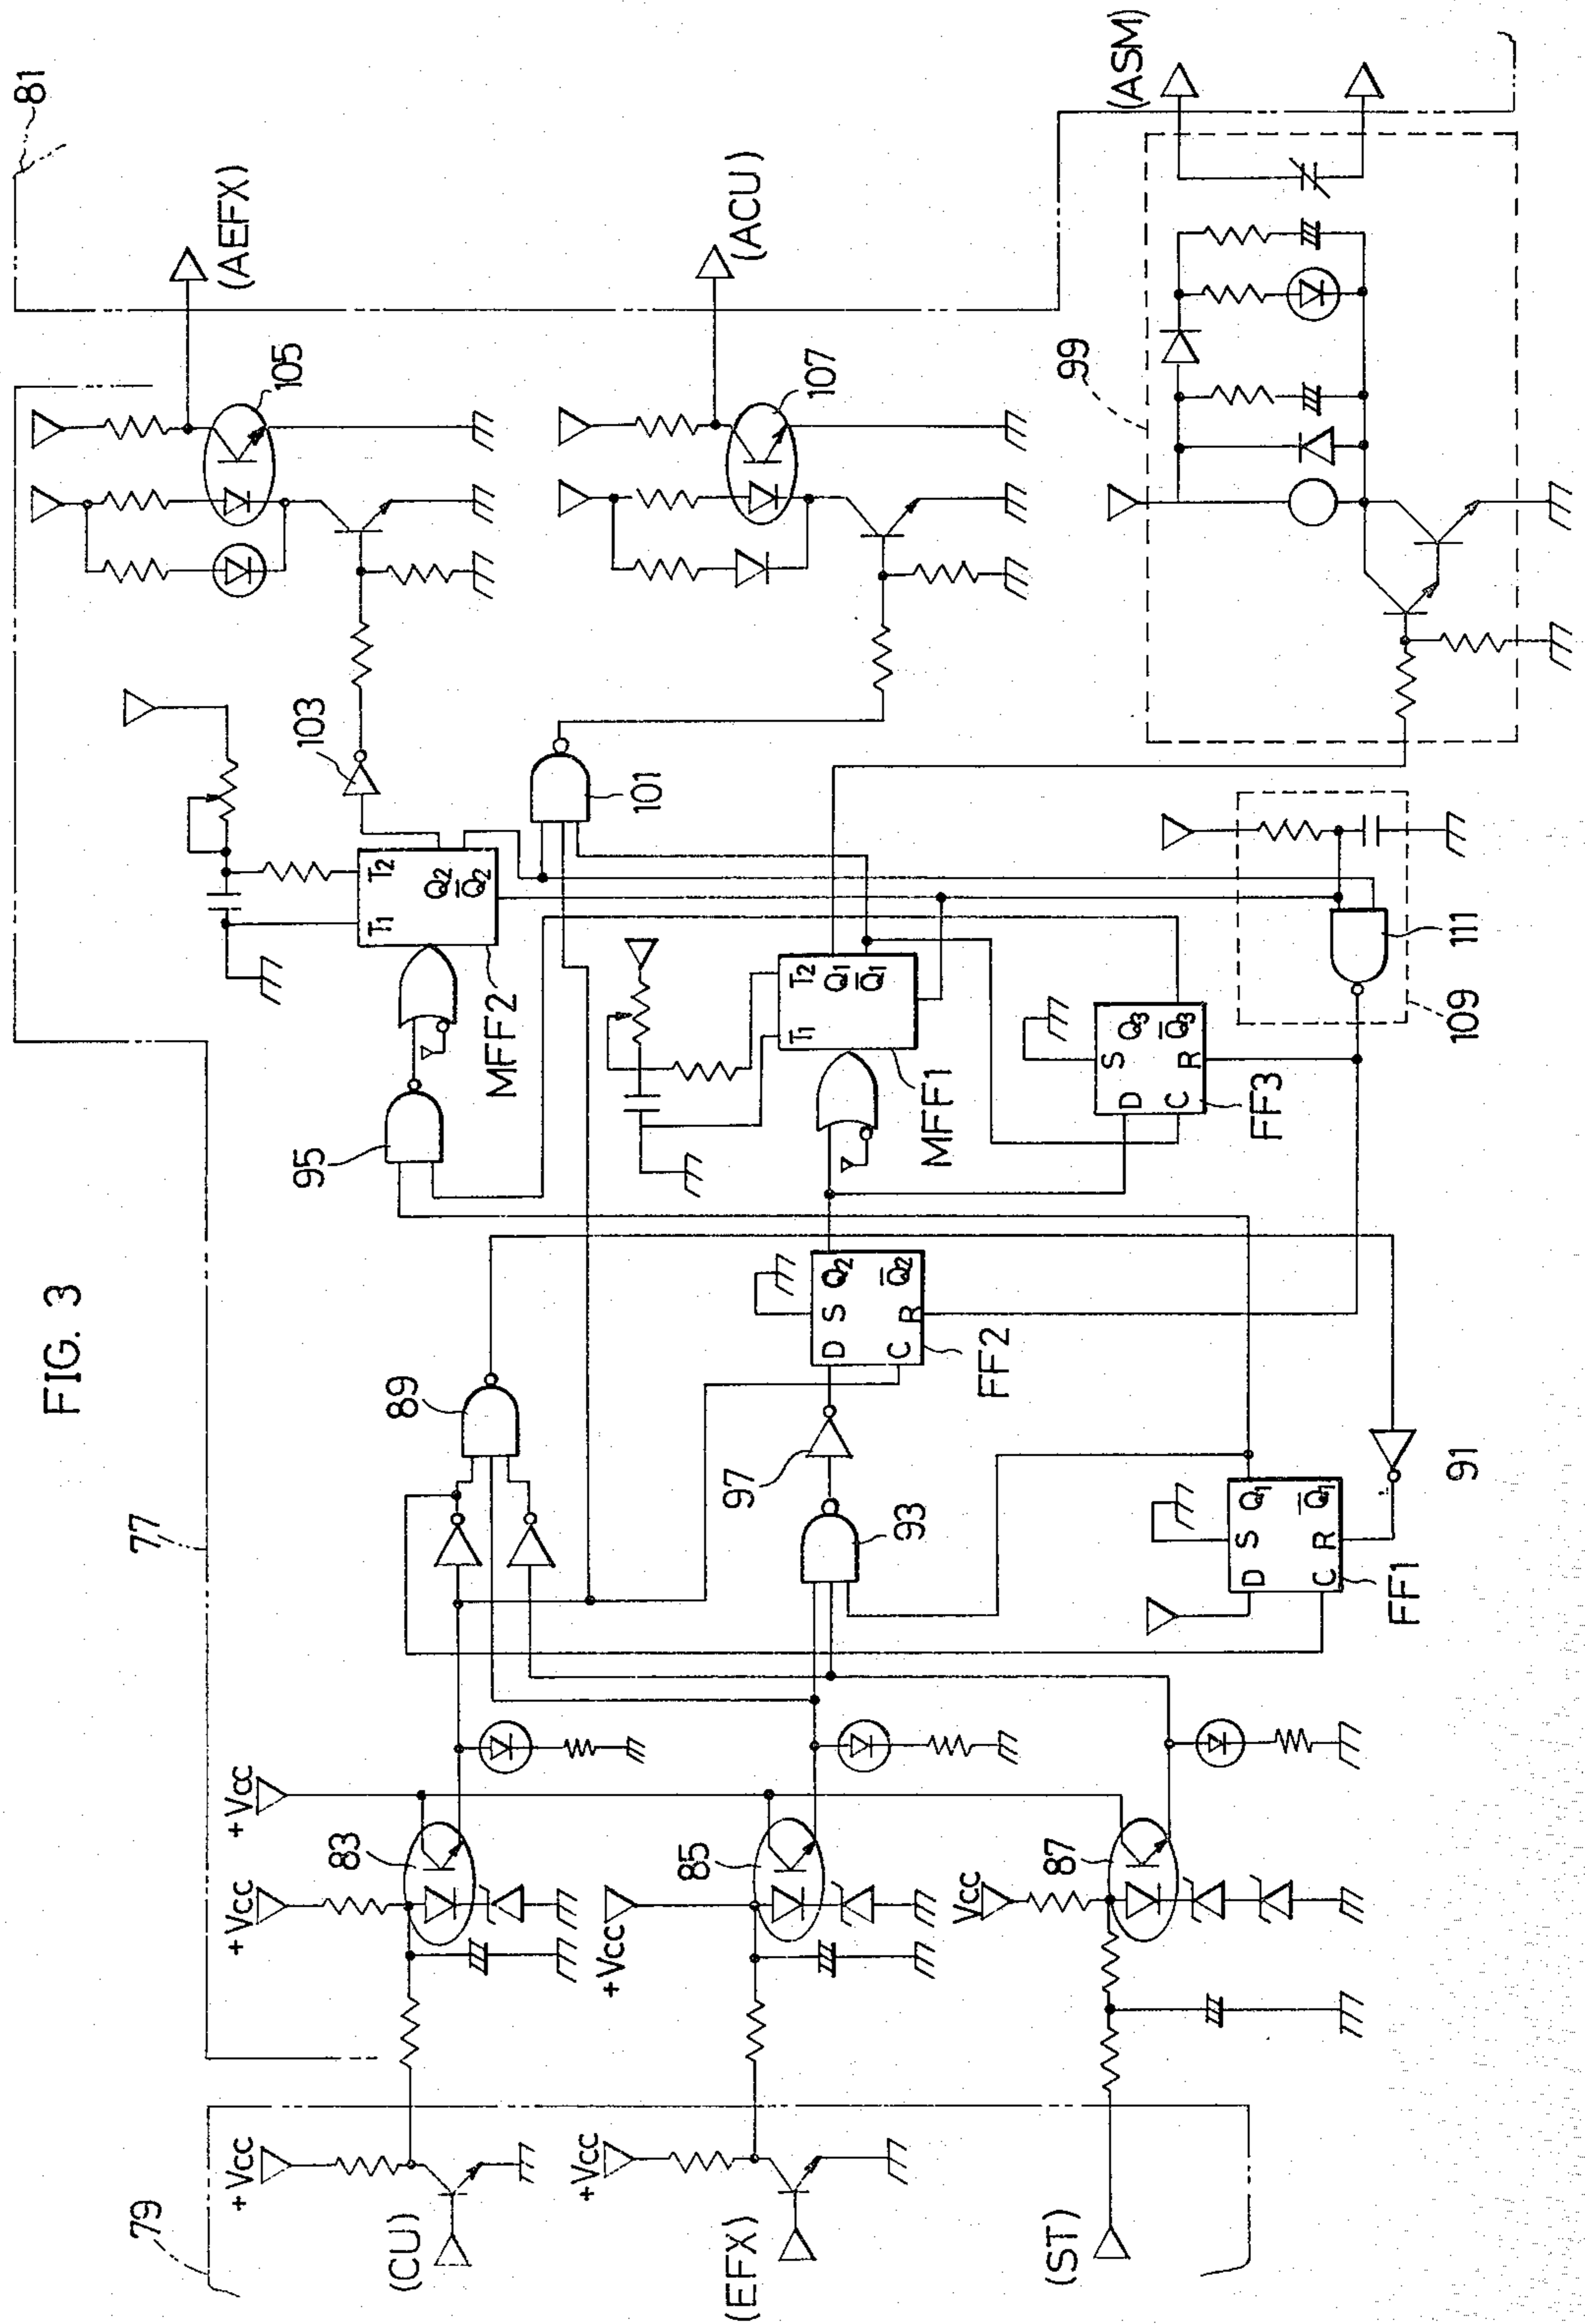 FIG. 3
79
77
81
(CU)
+Vcc
+Vcc
83
+Vcc
89
95
MFF2
T1
T2
Q2
Q̅2
103
105
(AEFX)
(EFX)
+Vcc
+Vcc
85
93
97
D
S
Q2
C
R
Q̅2
FF2
MFF1
T1
T2
Q1
Q̅1
101
107
(ACU)
(ST)
Vcc
87
D
S
Q1
C
R
Q̅1
FF1
91
D
S
Q3
C
R
Q̅3
FF3
109
111
99
(ASM)